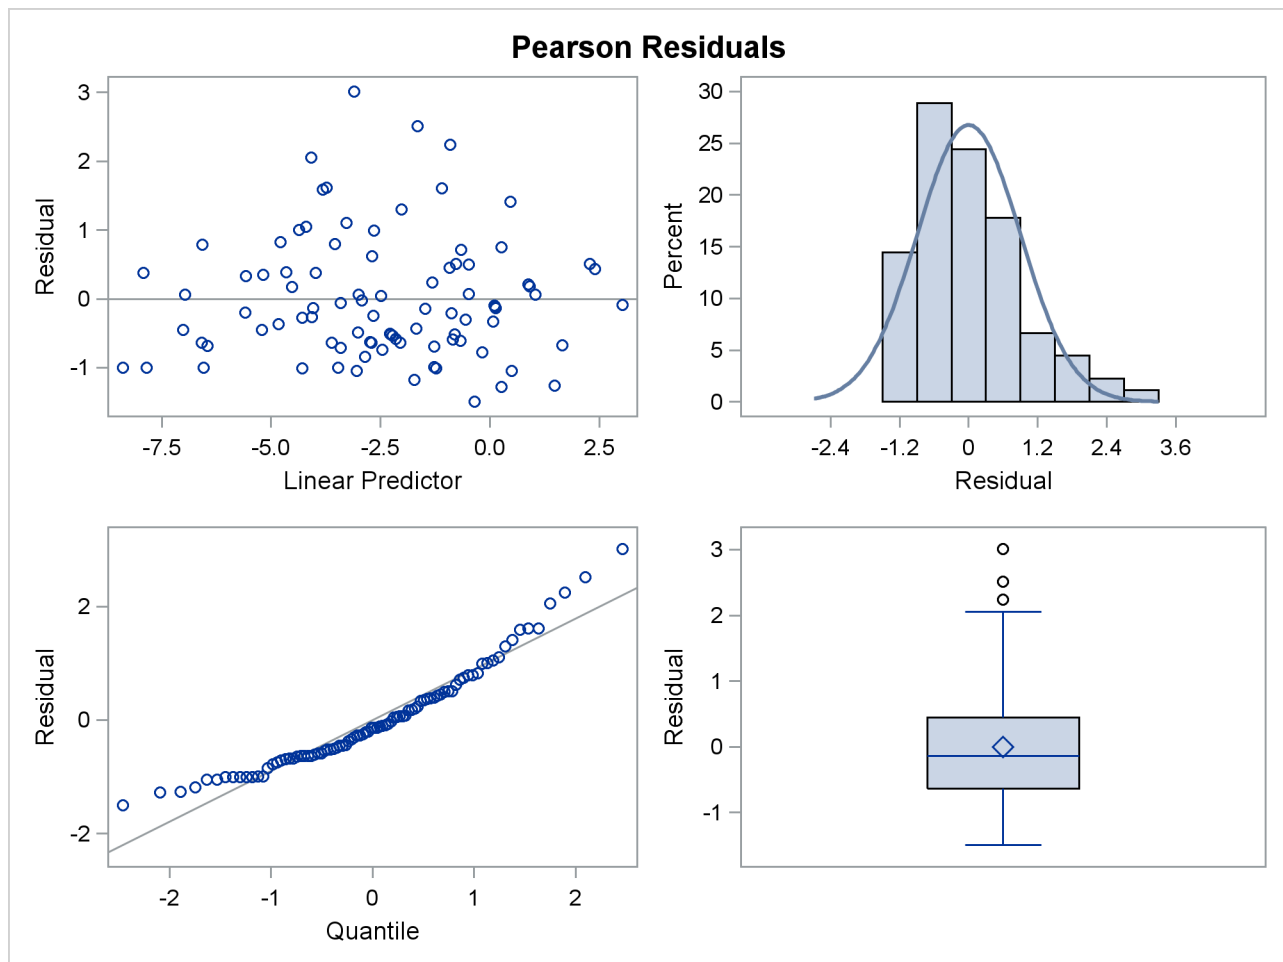 Pearson Residuals
3
2
1
0
-1
Residual
-7.5 -5.0 -2.5 0.0 2.5
Linear Predictor
30
25
20
15
10
5
0
Percent
-2.4 -1.2 0 1.2 2.4 3.6
Residual
2
0
-2
Residual
-2 -1 0 1 2
Quantile
3
2
1
0
-1
Residual